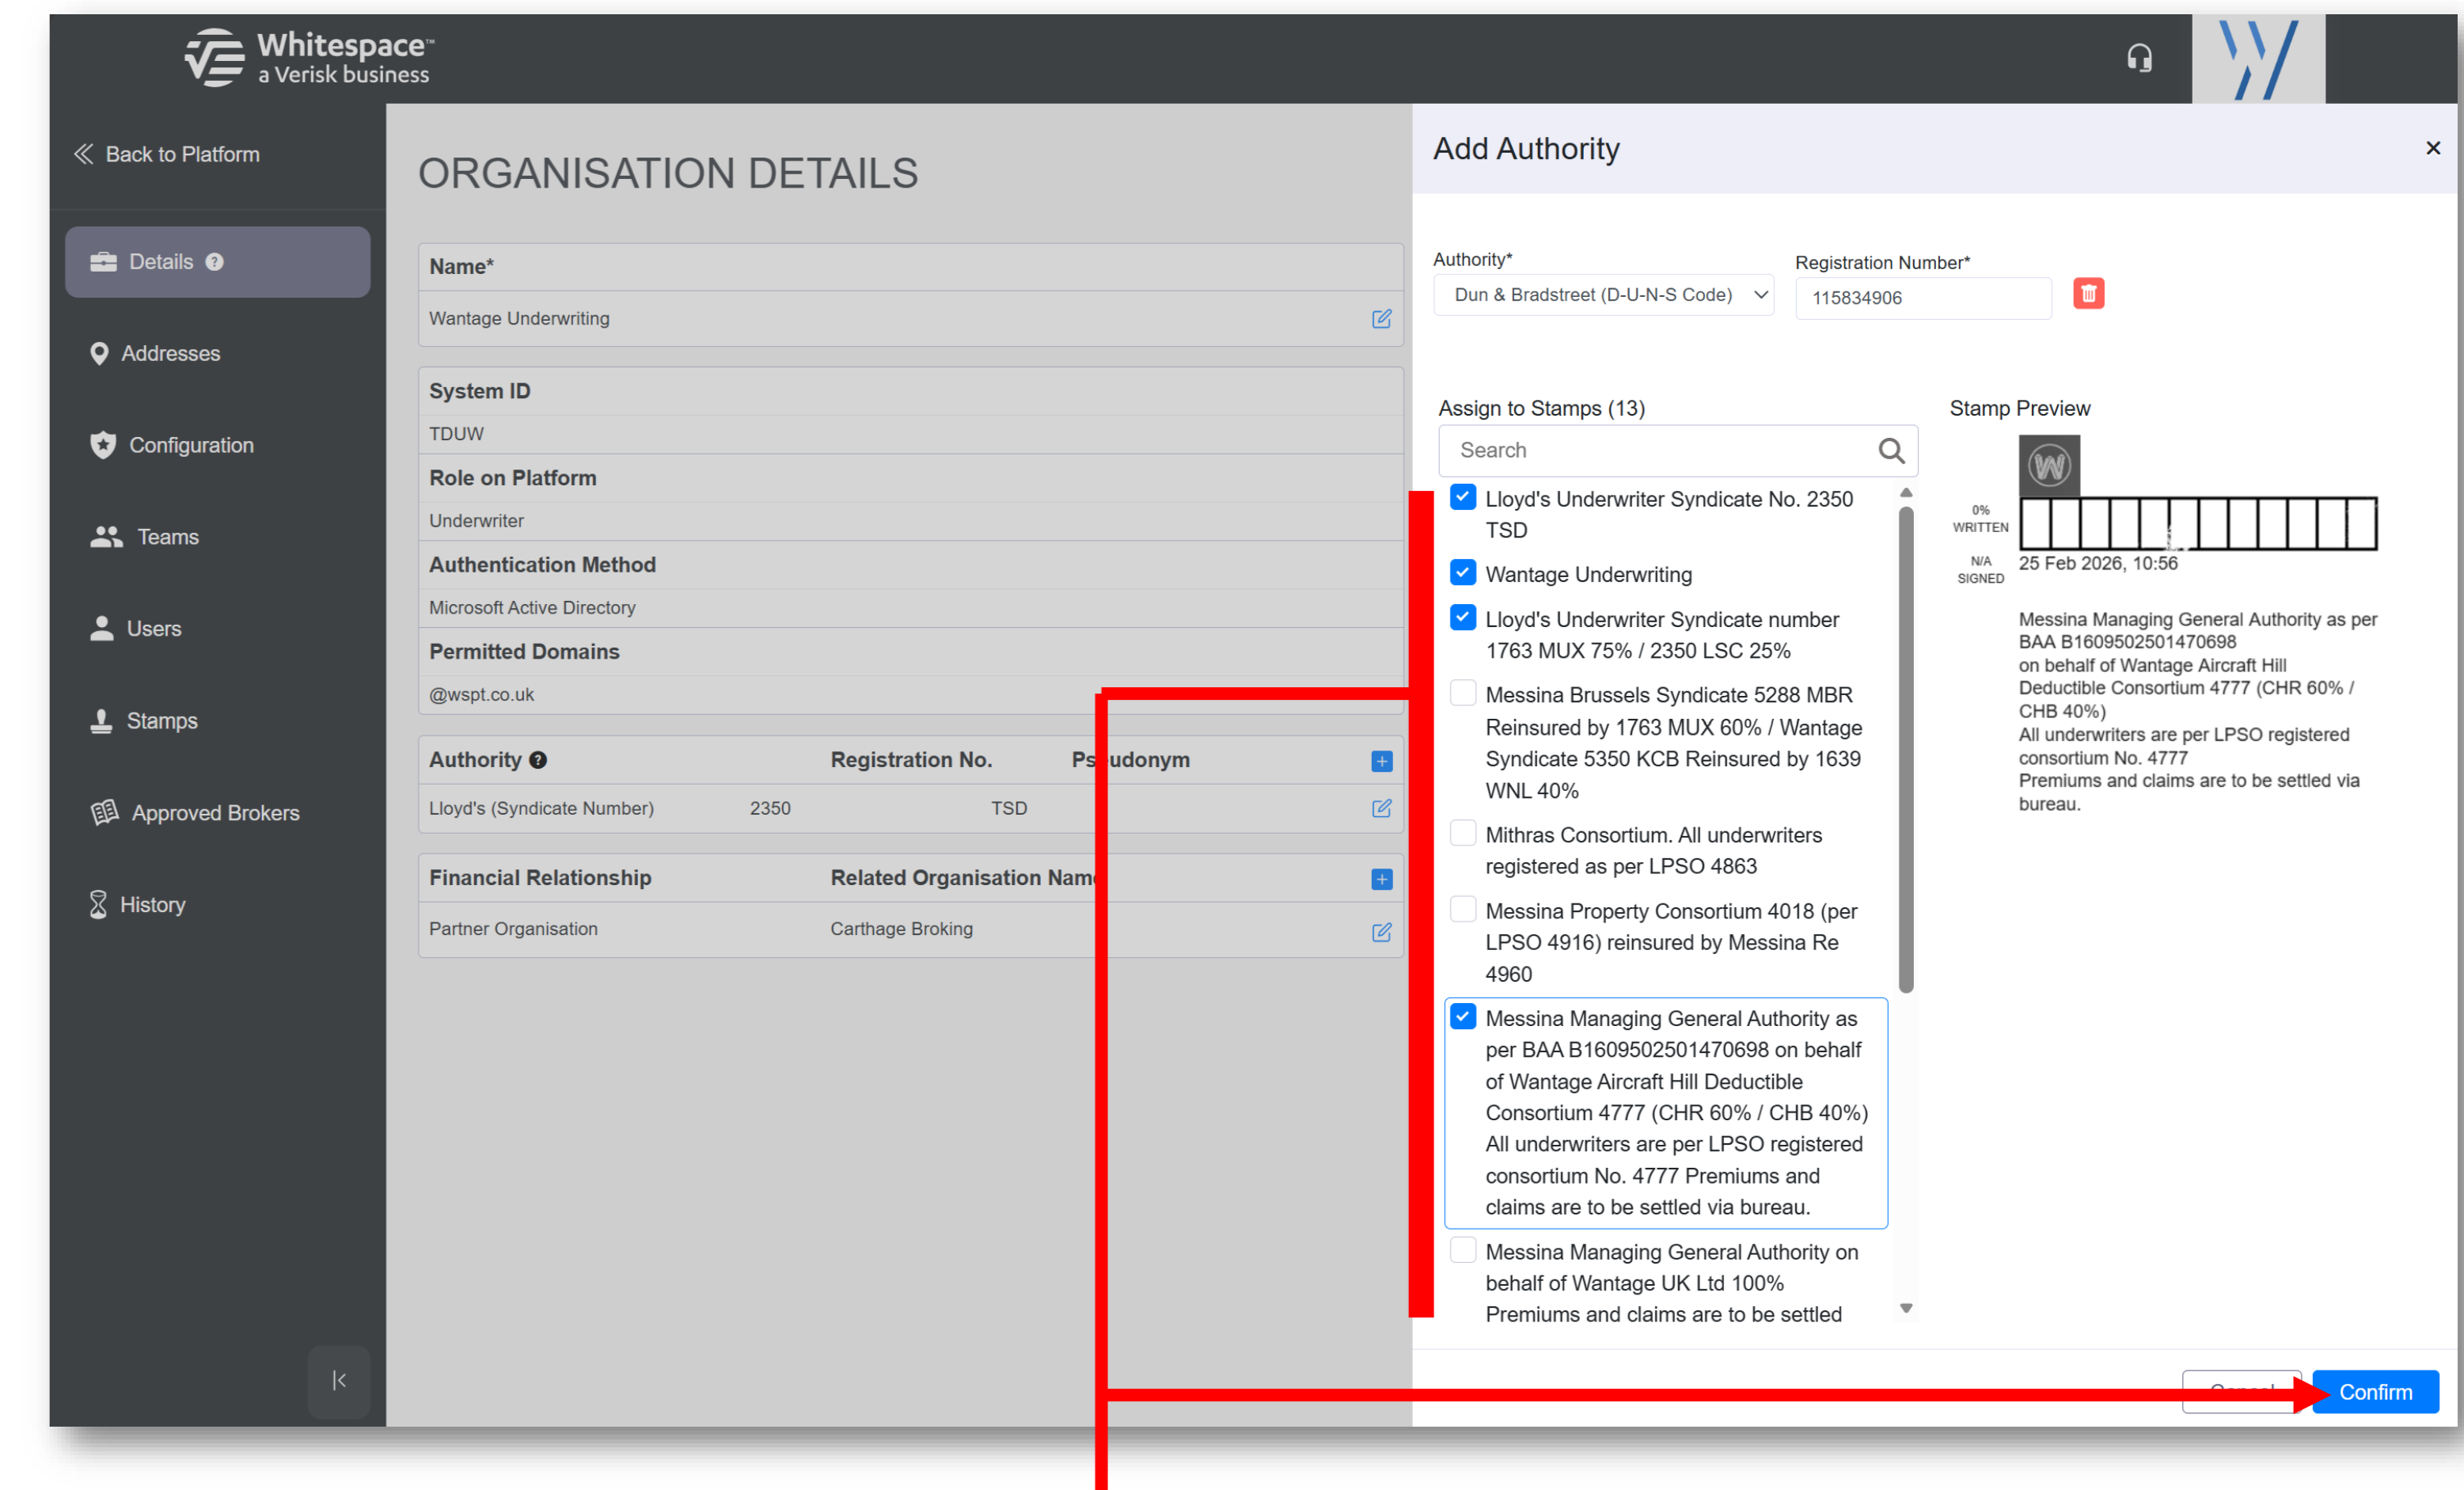 Whitespace™
a Verisk business
Back to Platform
Details ?
Addresses
Configuration
Teams
Users
Stamps
Approved Brokers
History
ORGANISATION DETAILS
Name*
Wantage Underwriting
System ID
TDUW
Role on Platform
Underwriter
Authentication Method
Microsoft Active Directory
Permitted Domains
@wspt.co.uk
Authority ? Registration No. Pseudonym
Lloyd's (Syndicate Number) 2350 TSD
Financial Relationship Related Organisation Name
Partner Organisation Carthage Broking
Add Authority
Authority* Registration Number*
Dun & Bradstreet (D-U-N-S Code) 115834906
Assign to Stamps (13)
Search
Lloyd's Underwriter Syndicate No. 2350
TSD
Wantage Underwriting
Lloyd's Underwriter Syndicate number
1763 MUX 75% / 2350 LSC 25%
Messina Brussels Syndicate 5288 MBR
Reinsured by 1763 MUX 60% / Wantage
Syndicate 5350 KCB Reinsured by 1639
WNL 40%
Mithras Consortium. All underwriters
registered as per LPSO 4863
Messina Property Consortium 4018 (per
LPSO 4916) reinsured by Messina Re
4960
Messina Managing General Authority as
per BAA B1609502501470698 on behalf
of Wantage Aircraft Hill Deductible
Consortium 4777 (CHR 60% / CHB 40%)
All underwriters are per LPSO registered
consortium No. 4777 Premiums and
claims are to be settled via bureau.
Messina Managing General Authority on
behalf of Wantage UK Ltd 100%
Premiums and claims are to be settled
Stamp Preview
W
0%
WRITTEN
N/A
SIGNED
25 Feb 2026, 10:56
Messina Managing General Authority as per
BAA B1609502501470698
on behalf of Wantage Aircraft Hill
Deductible Consortium 4777 (CHR 60% /
CHB 40%)
All underwriters are per LPSO registered
consortium No. 4777
Premiums and claims are to be settled via
bureau.
Cancel Confirm